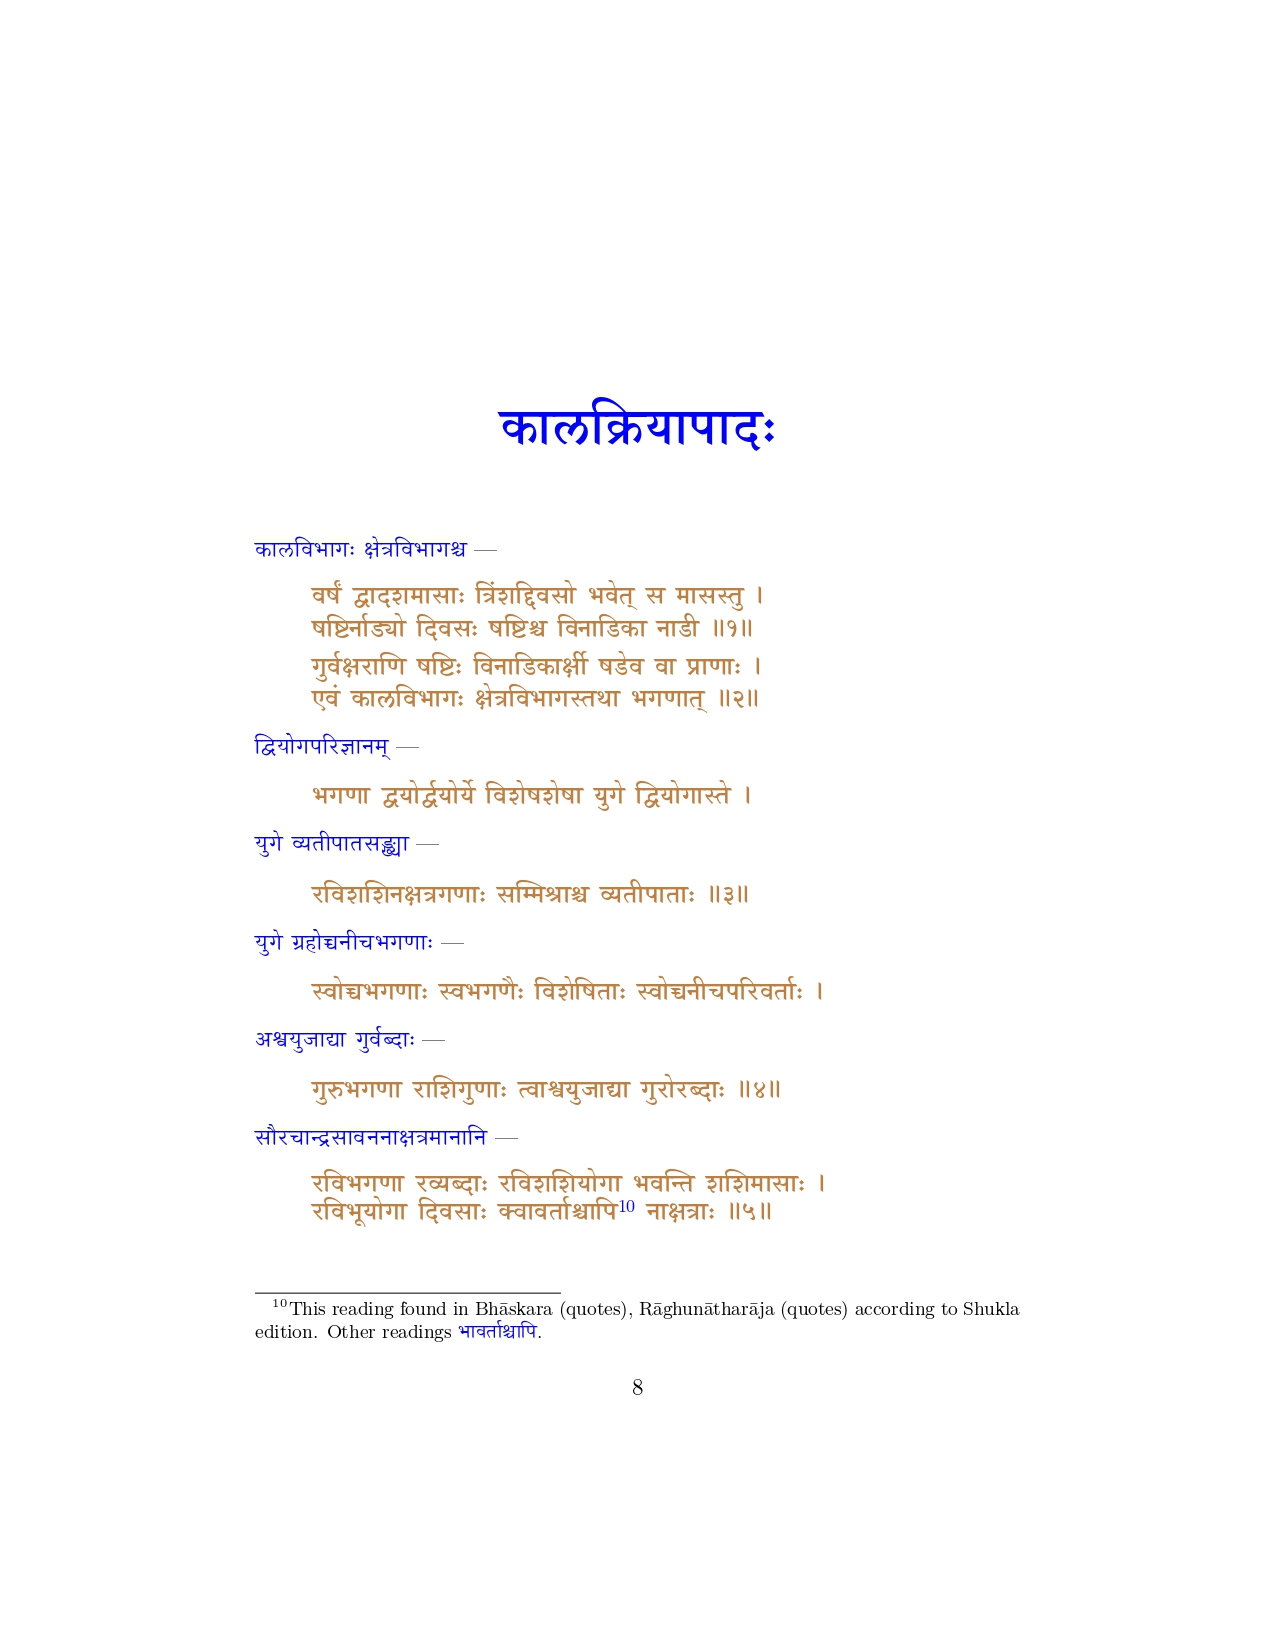 कालक्रियापादः
कालविभागः क्षेत्रविभागश्च —
वर्षं द्वादशमासाः त्रिंशद्दिवसो भवेत् स मासस्तु ।
षष्टिर्नाड्यो दिवसः षष्टिश्च विनाडिका नाडी ॥१॥
गुर्वक्षराणि षष्टिः विनाडिकार्क्षी षडेव वा प्राणाः ।
एवं कालविभागः क्षेत्रविभागस्तथा भगणात् ॥२॥
द्वियोगपरिज्ञानम् —
भगणा द्वयोर्द्वयोर्ये विशेषशेषा युगे द्वियोगास्ते ।
युगे व्यतीपातसङ्ख्या —
रविशशिनक्षत्रगणाः सम्मिश्राश्च व्यतीपाताः ॥३॥
युगे ग्रहोच्चनीचभगणाः —
स्वोच्चभगणाः स्वभगणैः विशेषिताः स्वोच्चनीचपरिवर्ताः ।
अश्वयुजाद्या गुर्वब्दाः —
गुरुभगणा राशिगुणाः त्वाश्वयुजाद्या गुरोरब्दाः ॥४॥
सौरचान्द्रसावननाक्षत्रमानानि —
रविभगणा रव्यब्दाः रविशशियोगा भवन्ति शशिमासाः ।
रविभूयोगा दिवसाः क्वावर्ताश्चापि10 नाक्षत्राः ॥५॥
10This reading found in Bhāskara (quotes), Rāghunātharāja (quotes) according to Shukla
edition. Other readings भावर्ताश्चापि.
8